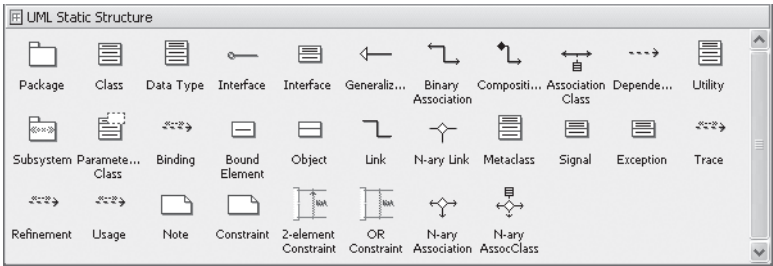 UML Static Structure
Package Class Data Type Interface Interface Generaliz... Binary Association Compositi... Association Class Depende... Utility
Subsystem Paramete... Class Binding Bound Element Object Link N-ary Link Metaclass Signal Exception Trace
Refinement Usage Note Constraint 2-element Constraint OR Constraint N-ary Association N-ary AssocClass